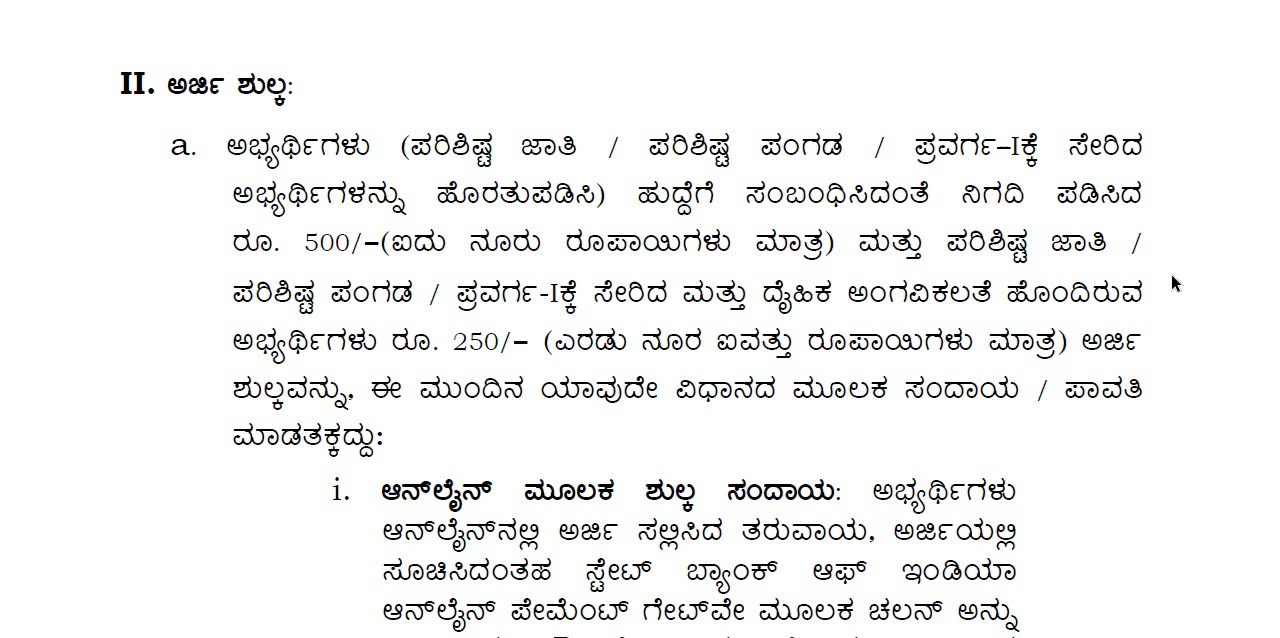 II. ಅರ್ಜಿ ಶುಲ್ಕ:
a. ಅಭ್ಯರ್ಥಿಗಳು (ಪರಿಶಿಷ್ಟ ಜಾತಿ / ಪರಿಶಿಷ್ಟ ಪಂಗಡ / ಪ್ರವರ್ಗ–Iಕ್ಕೆ ಸೇರಿದ
ಅಭ್ಯರ್ಥಿಗಳನ್ನು ಹೊರತುಪಡಿಸಿ) ಹುದ್ದೆಗೆ ಸಂಬಂಧಿಸಿದಂತೆ ನಿಗದಿ ಪಡಿಸಿದ
ರೂ. 500/–(ಐದು ನೂರು ರೂಪಾಯಿಗಳು ಮಾತ್ರ) ಮತ್ತು ಪರಿಶಿಷ್ಟ ಜಾತಿ /
ಪರಿಶಿಷ್ಟ ಪಂಗಡ / ಪ್ರವರ್ಗ-Iಕ್ಕೆ ಸೇರಿದ ಮತ್ತು ದೈಹಿಕ ಅಂಗವಿಕಲತೆ ಹೊಂದಿರುವ
ಅಭ್ಯರ್ಥಿಗಳು ರೂ. 250/– (ಎರಡು ನೂರ ಐವತ್ತು ರೂಪಾಯಿಗಳು ಮಾತ್ರ) ಅರ್ಜಿ
ಶುಲ್ಕವನ್ನು, ಈ ಮುಂದಿನ ಯಾವುದೇ ವಿಧಾನದ ಮೂಲಕ ಸಂದಾಯ / ಪಾವತಿ
ಮಾಡತಕ್ಕದ್ದು:
i. ಆನ್‌ಲೈನ್ ಮೂಲಕ ಶುಲ್ಕ ಸಂದಾಯ: ಅಭ್ಯರ್ಥಿಗಳು
ಆನ್‌ಲೈನ್‌ನಲ್ಲಿ ಅರ್ಜಿ ಸಲ್ಲಿಸಿದ ತರುವಾಯ, ಅರ್ಜಿಯಲ್ಲಿ
ಸೂಚಿಸಿದಂತಹ ಸ್ಟೇಟ್ ಬ್ಯಾಂಕ್ ಆಫ್ ಇಂಡಿಯಾ
ಆನ್‌ಲೈನ್ ಪೇಮೆಂಟ್ ಗೇಟ್‌ವೇ ಮೂಲಕ ಚಲನ್ ಅನ್ನು